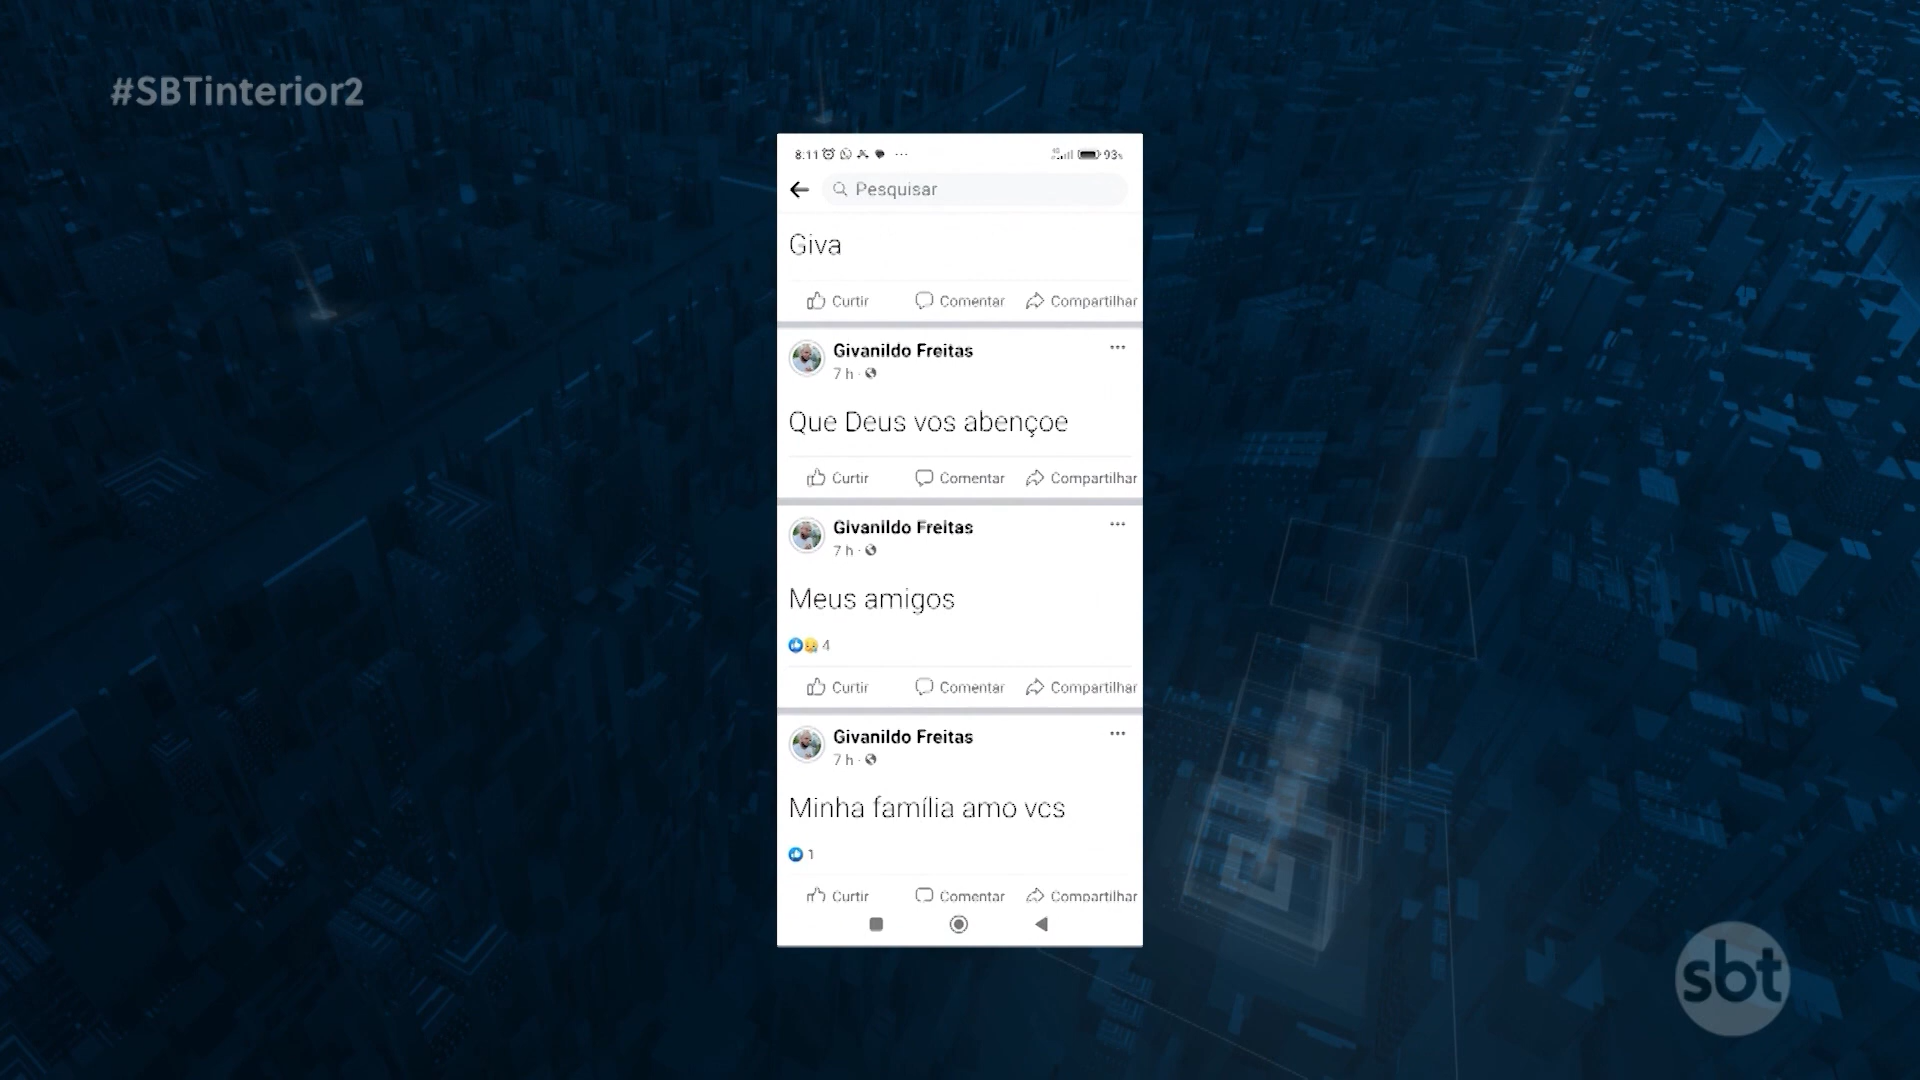 #SBTinterior2
8:11
93%
Pesquisar
Giva
Curtir Comentar Compartilhar
Givanildo Freitas
7 h ·
Que Deus vos abençoe
Curtir Comentar Compartilhar
Givanildo Freitas
7 h ·
Meus amigos
4
Curtir Comentar Compartilhar
Givanildo Freitas
7 h ·
Minha família amo vcs
1
Curtir Comentar Compartilhar
sbt